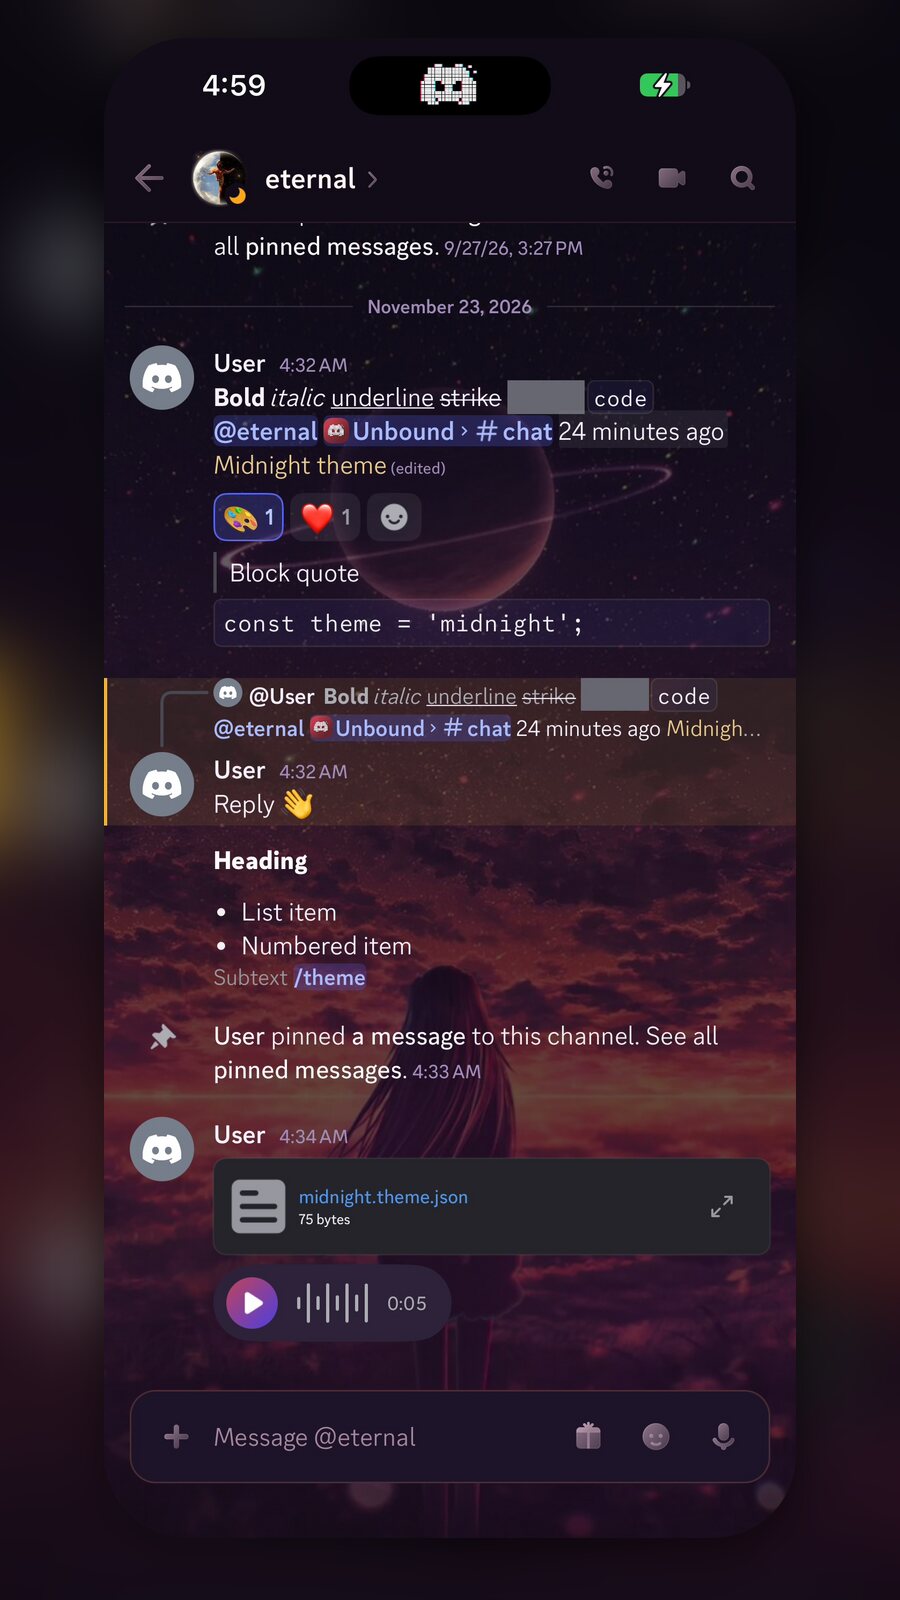 4:59
eternal
all pinned messages. 9/27/26, 3:27 PM
November 23, 2026
User 4:32 AM
Bold italic underline strike code
@eternal Unbound › # chat 24 minutes ago
Midnight theme (edited)
1 1
Block quote
const theme = 'midnight';
@User Bold italic underline strike code
@eternal Unbound › # chat 24 minutes ago Midnigh...
User 4:32 AM
Reply 👋
Heading
• List item
• Numbered item
Subtext /theme
User pinned a message to this channel. See all
pinned messages. 4:33 AM
User 4:34 AM
midnight.theme.json
75 bytes
0:05
Message @eternal